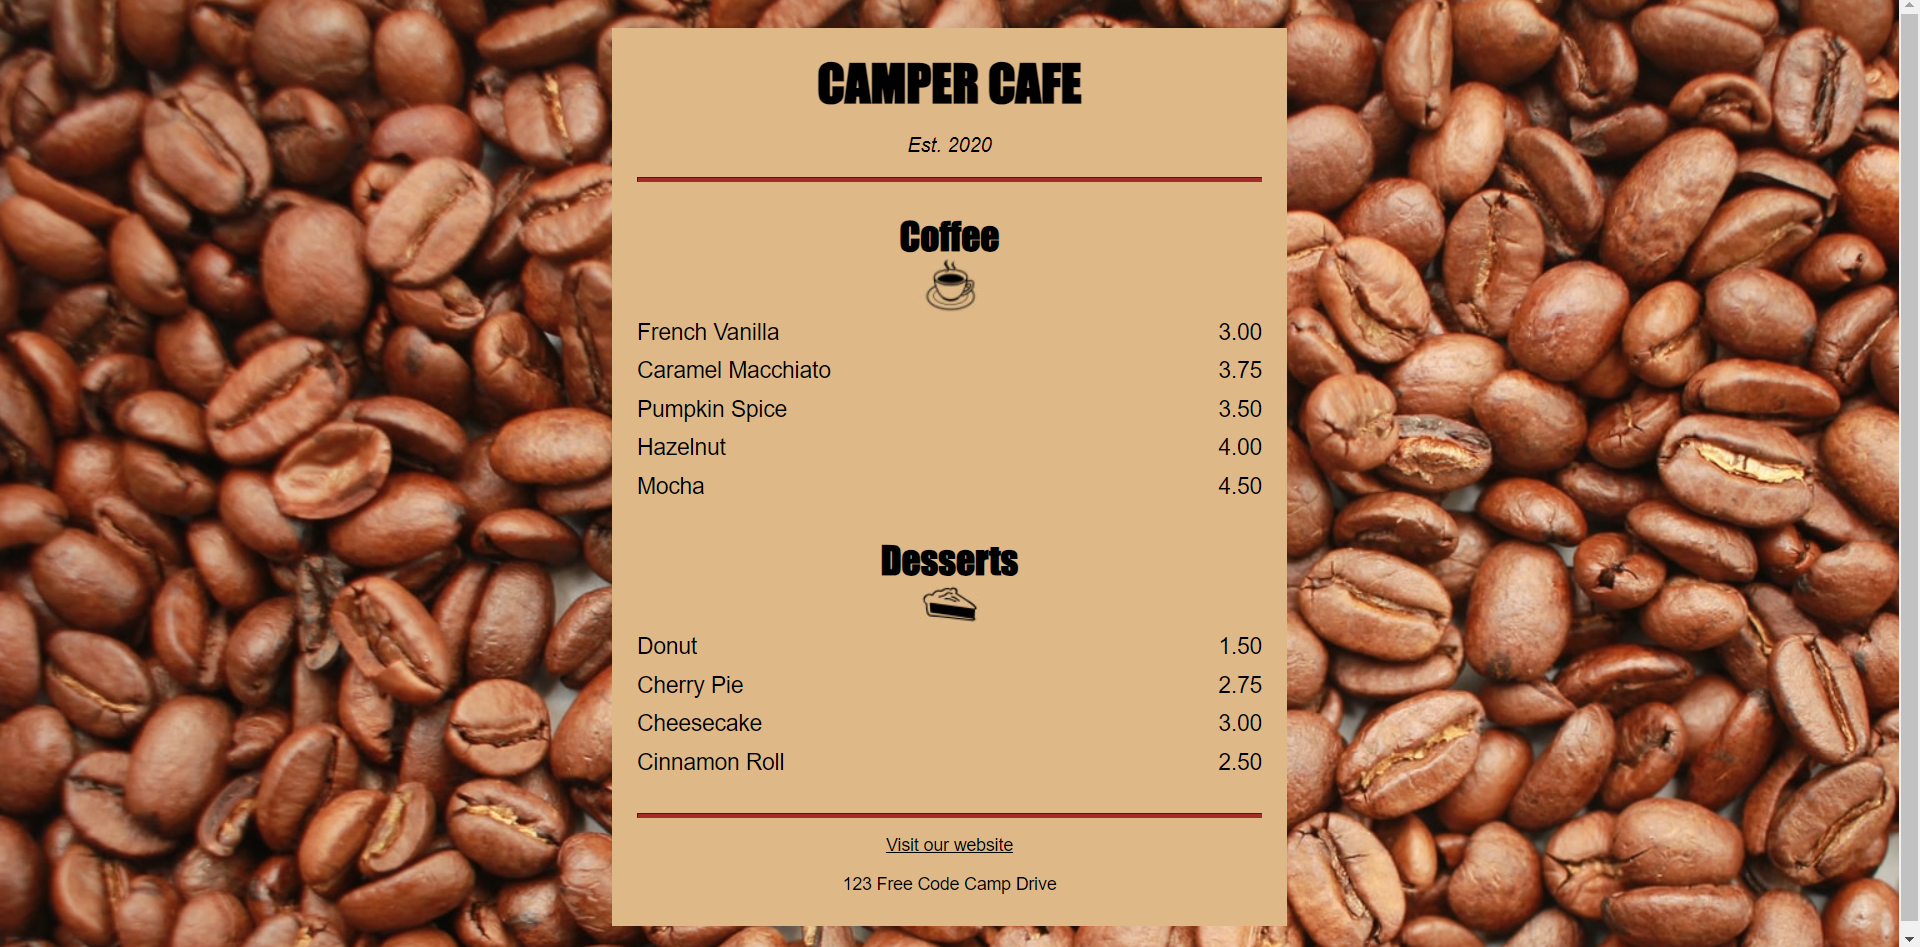 CAMPER CAFE
Est. 2020
Coffee
French Vanilla 3.00
Caramel Macchiato 3.75
Pumpkin Spice 3.50
Hazelnut 4.00
Mocha 4.50
Desserts
Donut 1.50
Cherry Pie 2.75
Cheesecake 3.00
Cinnamon Roll 2.50
Visit our website
123 Free Code Camp Drive